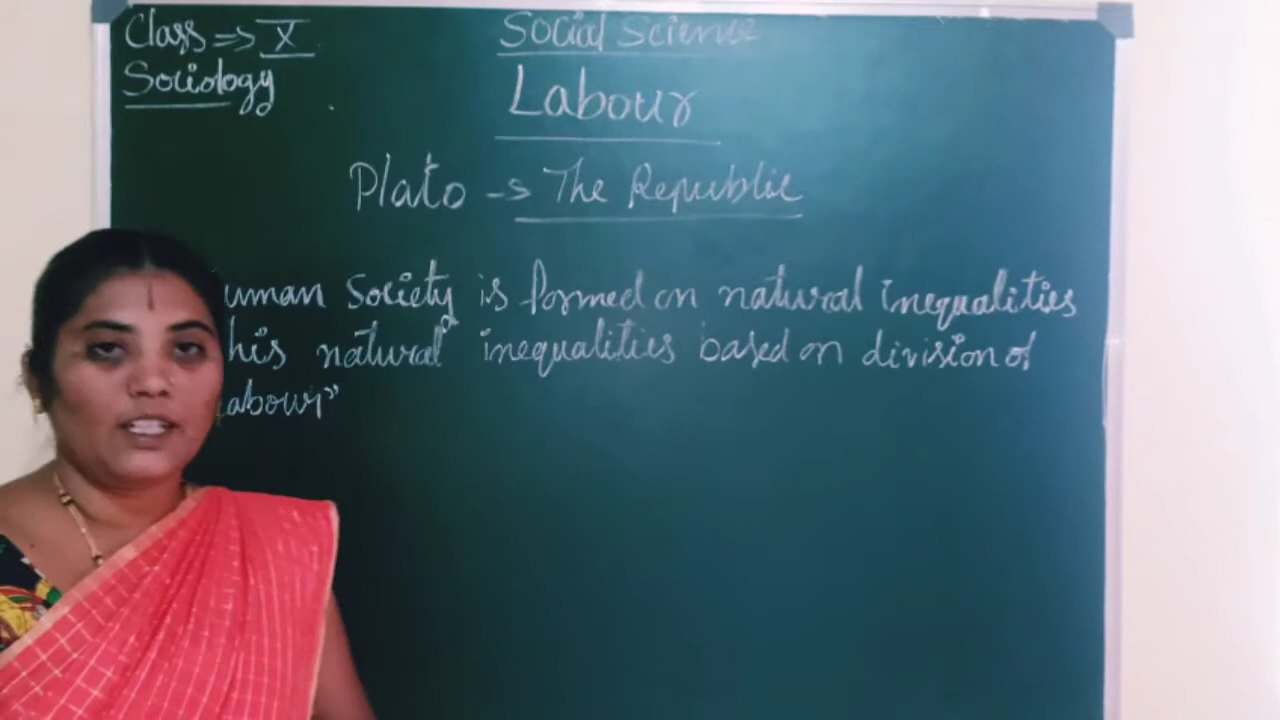 Class => X
Social Science
Sociology
Labour
Plato -> The Republic
uman Society is formed on natural inequalities
his natural inequalities based on division of
abour"